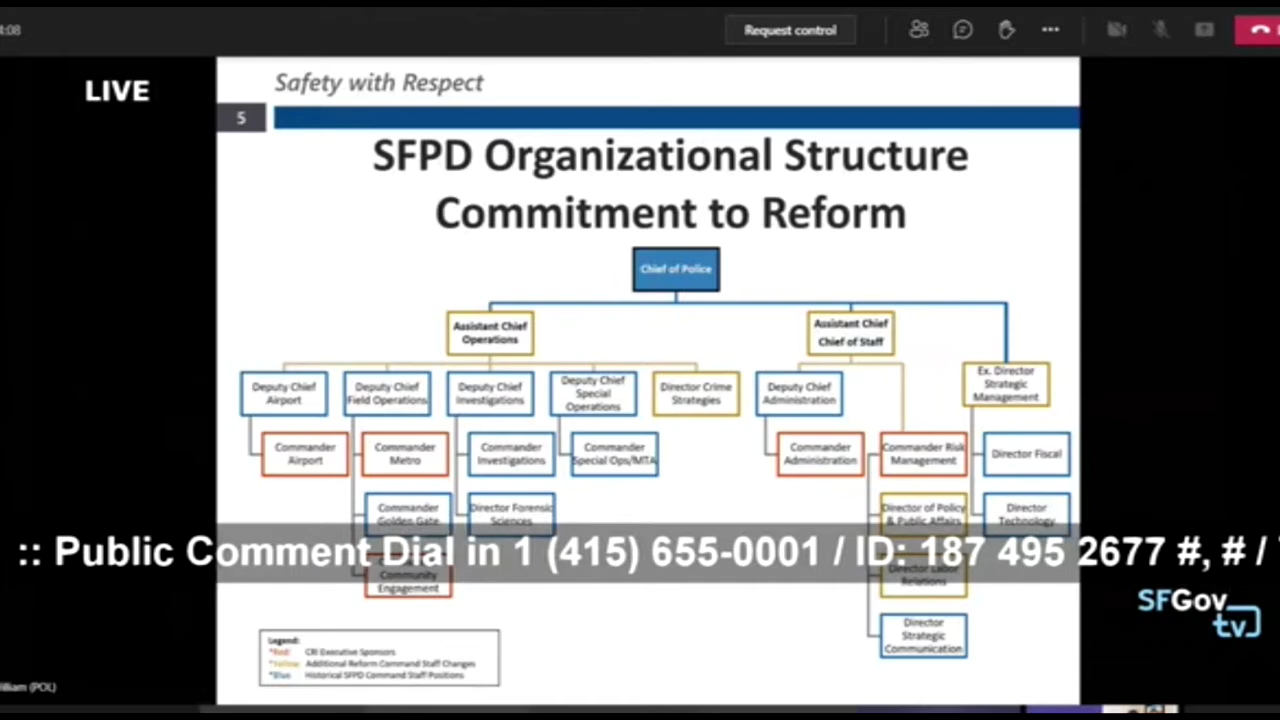 4:08
Request control
LIVE
Safety with Respect
5
SFPD Organizational Structure
Commitment to Reform
Chief of Police
Assistant Chief
Operations
Assistant Chief
Chief of Staff
Deputy Chief
Airport
Deputy Chief
Field Operations
Deputy Chief
Investigations
Deputy Chief
Special
Operations
Director Crime
Strategies
Deputy Chief
Administration
Ex. Director
Strategic
Management
Commander
Airport
Commander
Metro
Commander
Investigations
Commander
Special Ops/MTA
Commander
Administration
Commander Risk
Management
Director Fiscal
Commander
Golden Gate
Director Forensic
Sciences
Director of Policy
& Public Affairs
Director
Technology
:: Public Comment Dial in 1 (415) 655-0001 / ID: 187 495 2677 #, # /
Community
Engagement
Director Labor
Relations
Director
Strategic
Communication
SFGov
tv
Legend:
*Red: CRI Executive Sponsors
*Yellow: Additional Reform Command Staff Changes
*Blue: Historical SFPD Command Staff Positions
illiam (POL)